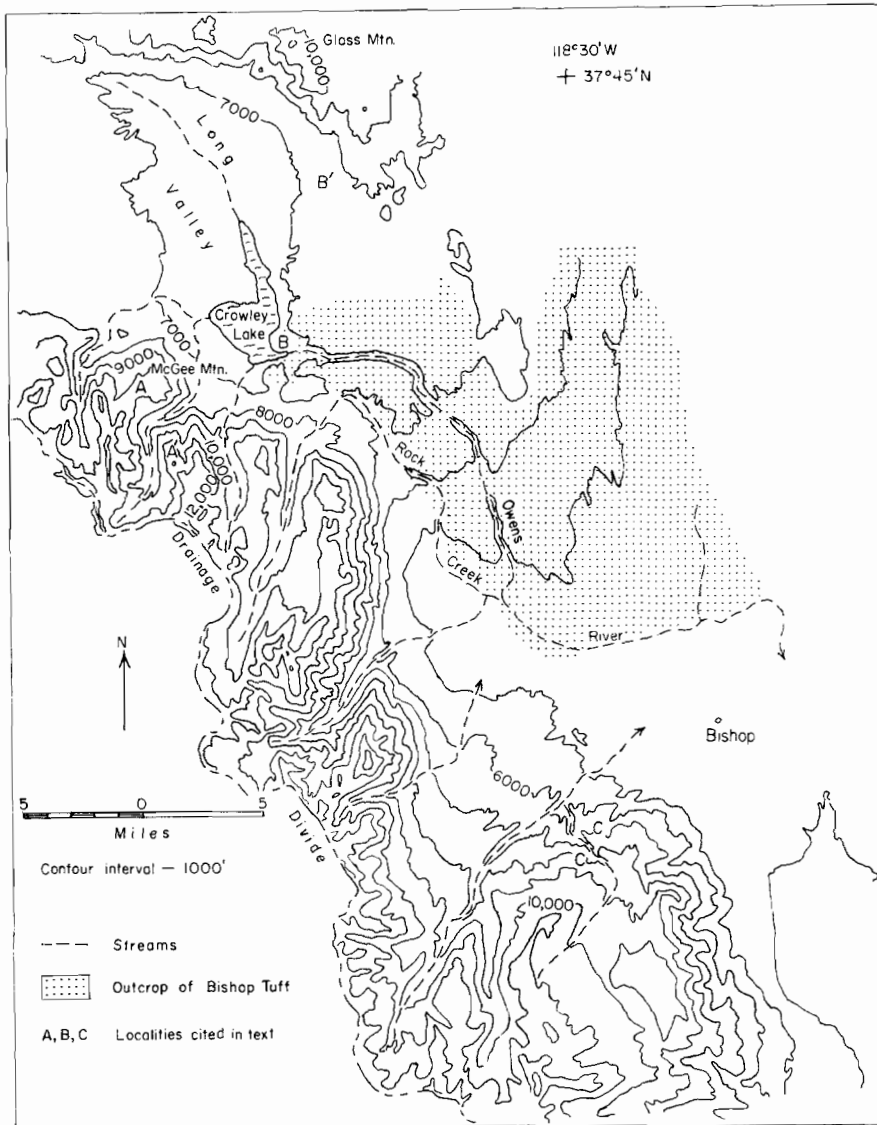 Glass Mtn.
10,000
118°30'W
+ 37°45'N
7000
Long
Valley
B'
Crowley
Lake
B
7000
9000
McGee Mtn.
A
8000
A'
10,000
12,000
Rock
Owens
Creek
River
Drainage
N
Bishop
5 0 5
Miles
6000
Divide
C
C'
10,000
Contour interval — 1000'
Streams
Outcrop of Bishop Tuff
A, B, C Localities cited in text